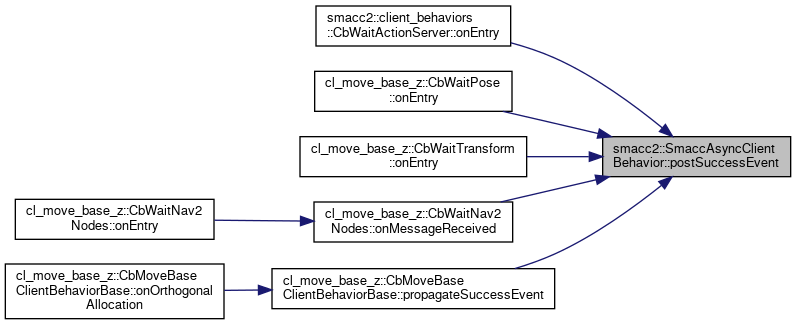 smacc2::client_behaviors
::CbWaitActionServer::onEntry
cl_move_base_z::CbWaitPose
::onEntry
cl_move_base_z::CbWaitTransform
::onEntry
smacc2::SmaccAsyncClient
Behavior::postSuccessEvent
cl_move_base_z::CbWaitNav2
Nodes::onEntry
cl_move_base_z::CbWaitNav2
Nodes::onMessageReceived
cl_move_base_z::CbMoveBase
ClientBehaviorBase::onOrthogonal
Allocation
cl_move_base_z::CbMoveBase
ClientBehaviorBase::propagateSuccessEvent